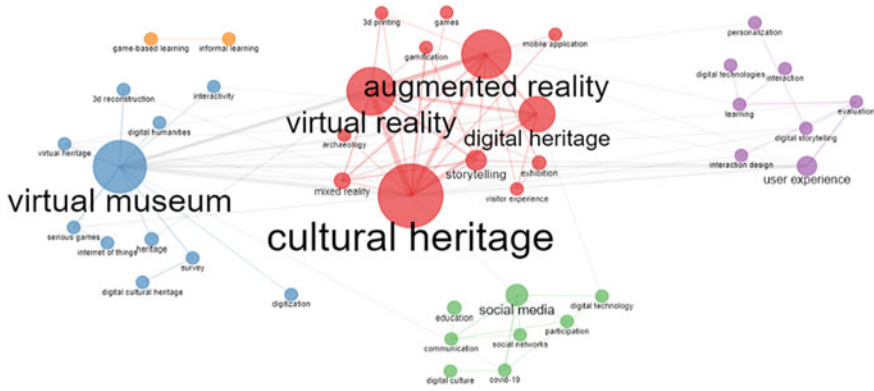 3d printing
games
personalization
game-based learning
informal learning
gamification
mobile application
digital technologies
interaction
3d reconstruction
interactivity
augmented reality
learning
evaluation
virtual reality
digital humanities
digital heritage
digital storytelling
virtual heritage
archaeology
interaction design
storytelling
exhibition
user experience
mixed reality
visitor experience
virtual museum
cultural heritage
serious games
internet of things
heritage
survey
digital cultural heritage
digitization
social media
digital technology
education
participation
communication
social networks
digital culture
covid-19